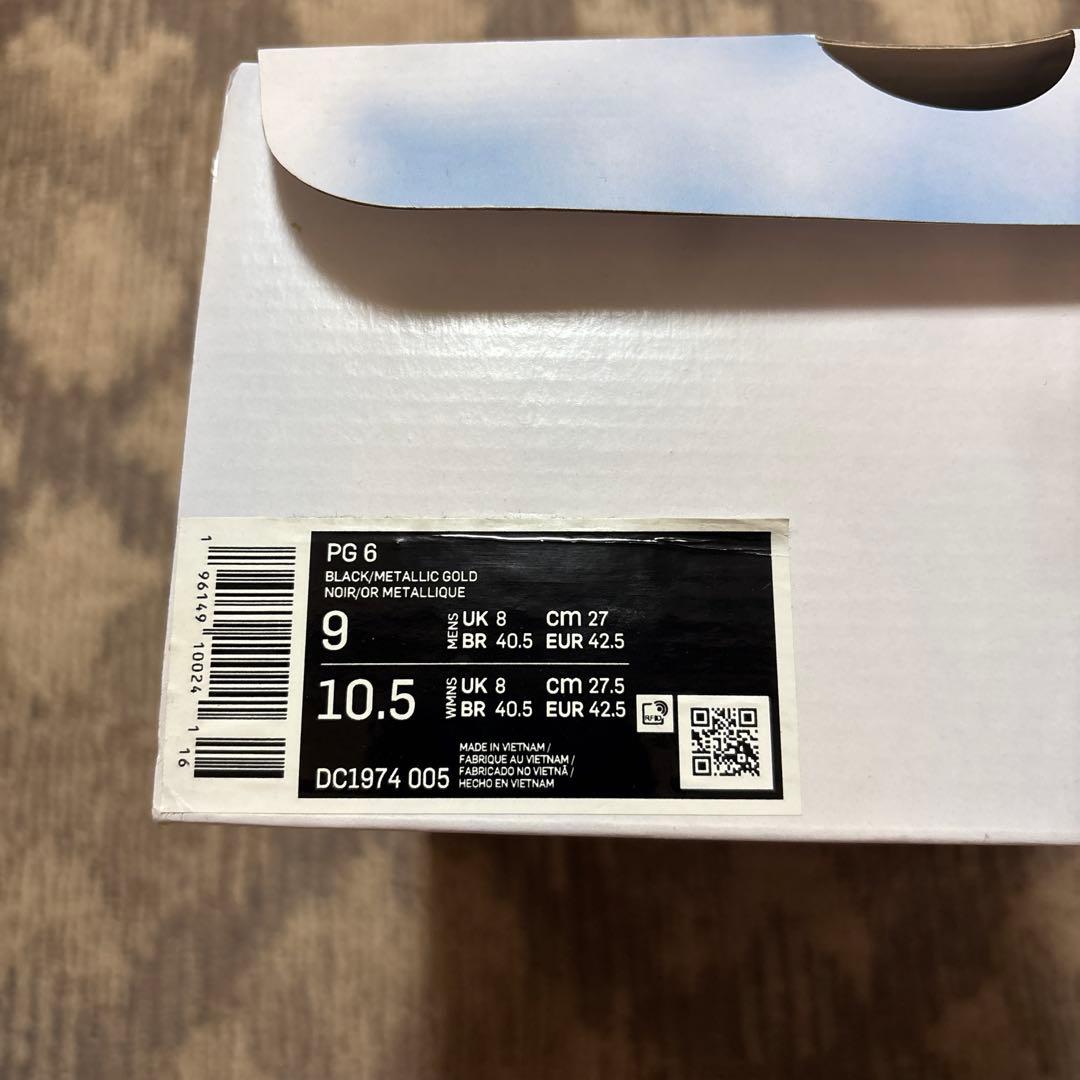 PG 6
BLACK/METALLIC GOLD
NOIR/OR METALLIQUE
9 MENS UK 8 cm 27
BR 40.5 EUR 42.5
10.5 WMNS UK 8 cm 27.5
BR 40.5 EUR 42.5
RFID
DC1974 005
MADE IN VIETNAM /
FABRIQUE AU VIETNAM /
FABRICADO NO VIETNÃ /
HECHO EN VIETNAM
1 96149 10024 1 16